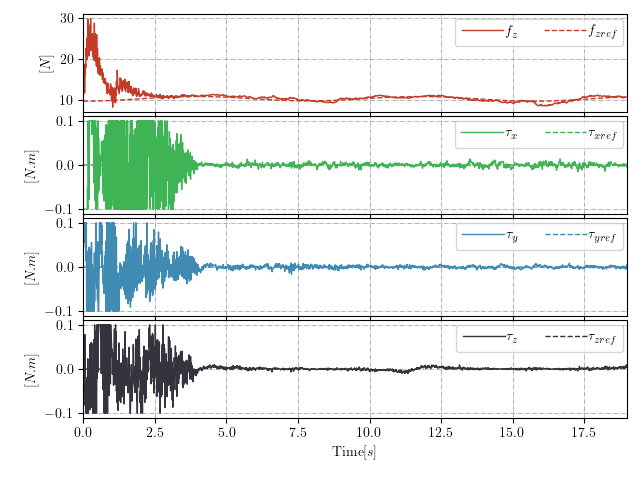 30
20
10
[N]
f_z f_zref
0.1
0.0
−0.1
[N.m]
τ_x τ_xref
0.1
0.0
−0.1
[N.m]
τ_y τ_yref
0.1
0.0
−0.1
[N.m]
τ_z τ_zref
0.0 2.5 5.0 7.5 10.0 12.5 15.0 17.5
Time[s]